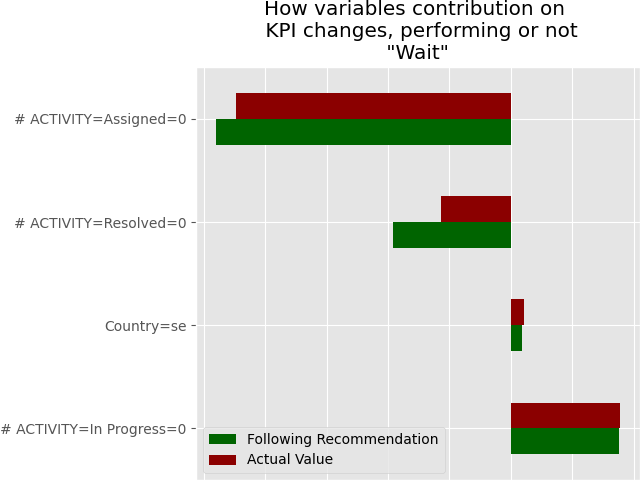 How variables contribution on
KPI changes, performing or not
"Wait"
# ACTIVITY=Assigned=0
# ACTIVITY=Resolved=0
Country=se
# ACTIVITY=In Progress=0
Following Recommendation
Actual Value